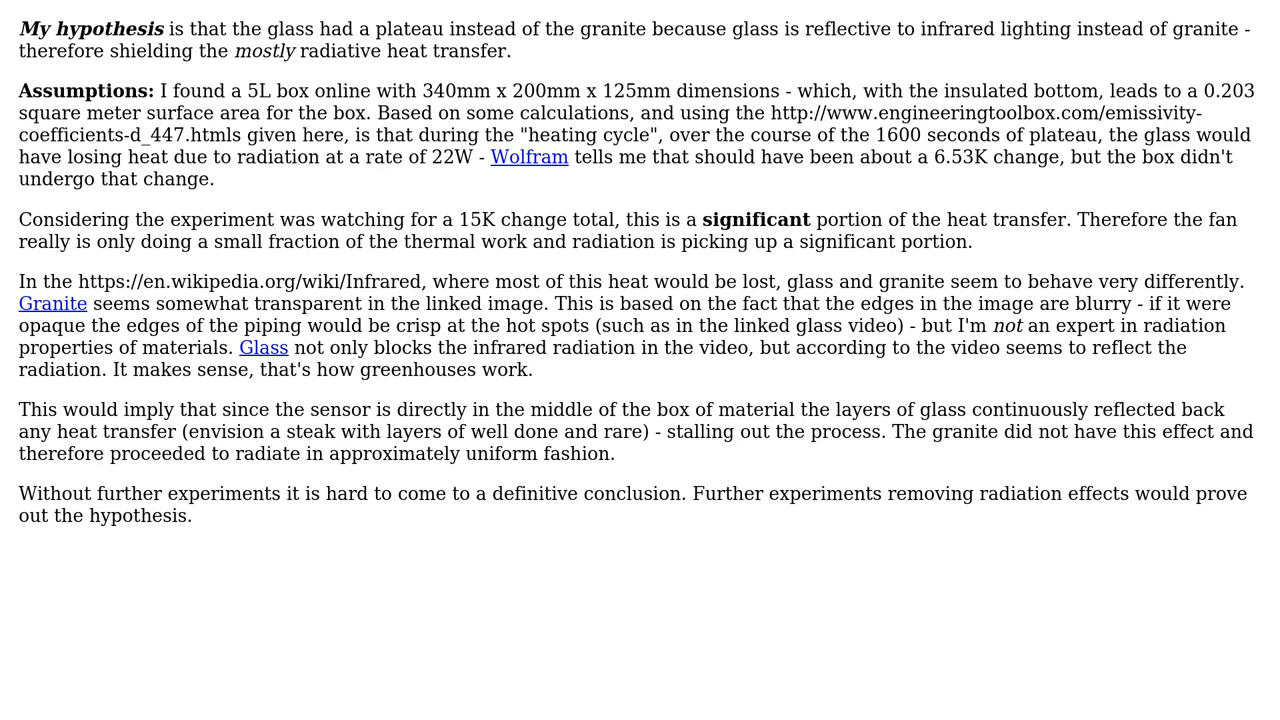 My hypothesis is that the glass had a plateau instead of the granite because glass is reflective to infrared lighting instead of granite -
therefore shielding the mostly radiative heat transfer.
Assumptions: I found a 5L box online with 340mm x 200mm x 125mm dimensions - which, with the insulated bottom, leads to a 0.203
square meter surface area for the box. Based on some calculations, and using the http://www.engineeringtoolbox.com/emissivity-
coefficients-d_447.htmls given here, is that during the "heating cycle", over the course of the 1600 seconds of plateau, the glass would
have losing heat due to radiation at a rate of 22W - Wolfram tells me that should have been about a 6.53K change, but the box didn't
undergo that change.
Considering the experiment was watching for a 15K change total, this is a significant portion of the heat transfer. Therefore the fan
really is only doing a small fraction of the thermal work and radiation is picking up a significant portion.
In the https://en.wikipedia.org/wiki/Infrared, where most of this heat would be lost, glass and granite seem to behave very differently.
Granite seems somewhat transparent in the linked image. This is based on the fact that the edges in the image are blurry - if it were
opaque the edges of the piping would be crisp at the hot spots (such as in the linked glass video) - but I'm not an expert in radiation
properties of materials. Glass not only blocks the infrared radiation in the video, but according to the video seems to reflect the
radiation. It makes sense, that's how greenhouses work.
This would imply that since the sensor is directly in the middle of the box of material the layers of glass continuously reflected back
any heat transfer (envision a steak with layers of well done and rare) - stalling out the process. The granite did not have this effect and
therefore proceeded to radiate in approximately uniform fashion.
Without further experiments it is hard to come to a definitive conclusion. Further experiments removing radiation effects would prove
out the hypothesis.